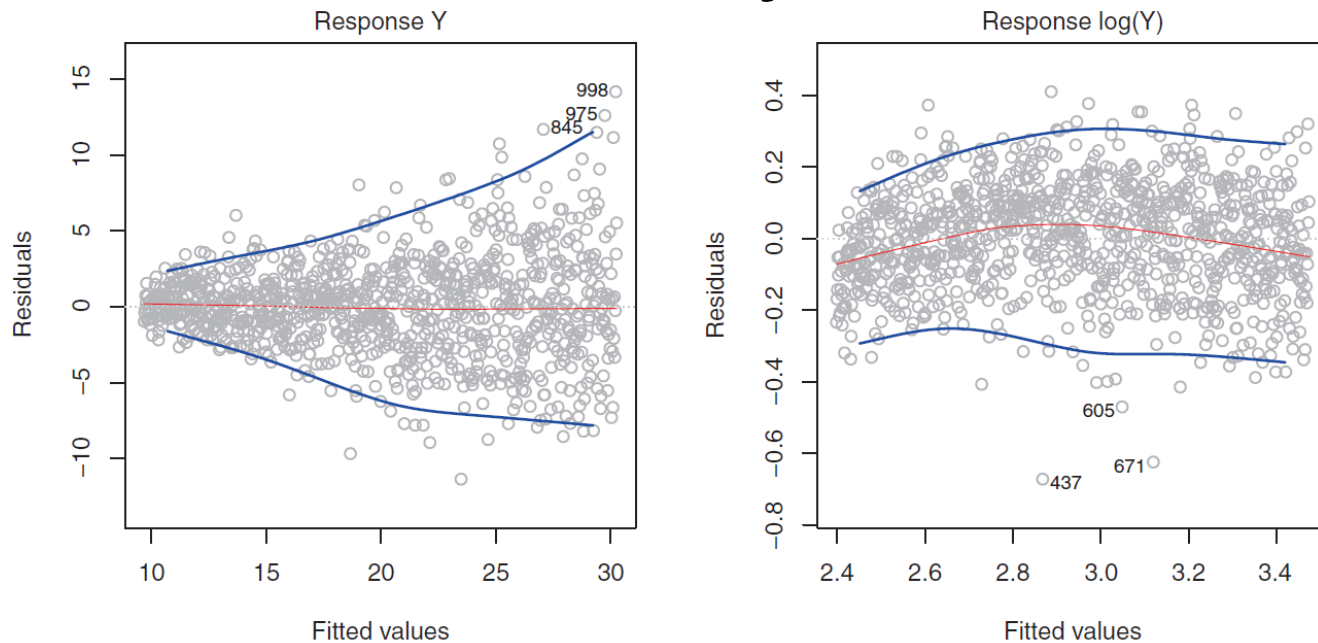 Response Y
Residuals
15
10
5
0
−5
−10
998
975
845
10 15 20 25 30
Fitted values
Response log(Y)
Residuals
0.4
0.2
0.0
−0.2
−0.4
−0.6
−0.8
605
671
437
2.4 2.6 2.8 3.0 3.2 3.4
Fitted values